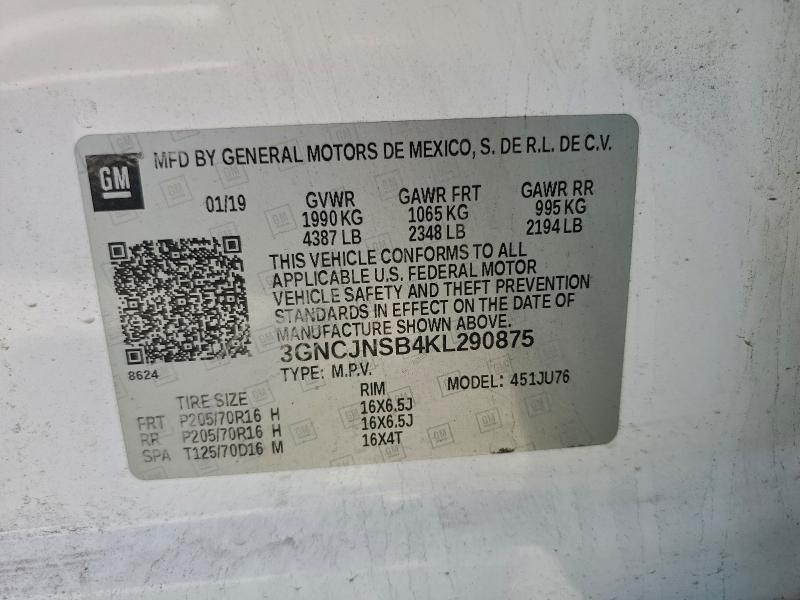 GM
MFD BY GENERAL MOTORS DE MEXICO, S. DE R.L. DE C.V.
01/19 GVWR GAWR FRT GAWR RR
1990 KG 1065 KG 995 KG
4387 LB 2348 LB 2194 LB
THIS VEHICLE CONFORMS TO ALL
APPLICABLE U.S. FEDERAL MOTOR
VEHICLE SAFETY AND THEFT PREVENTION
STANDARDS IN EFFECT ON THE DATE OF
MANUFACTURE SHOWN ABOVE.
3GNCJNSB4KL290875
8624
TYPE: M.P.V. MODEL: 451JU76
TIRE SIZE RIM
FRT P205/70R16 H 16X6.5J
RR P205/70R16 H 16X6.5J
SPA T125/70D16 M 16X4T